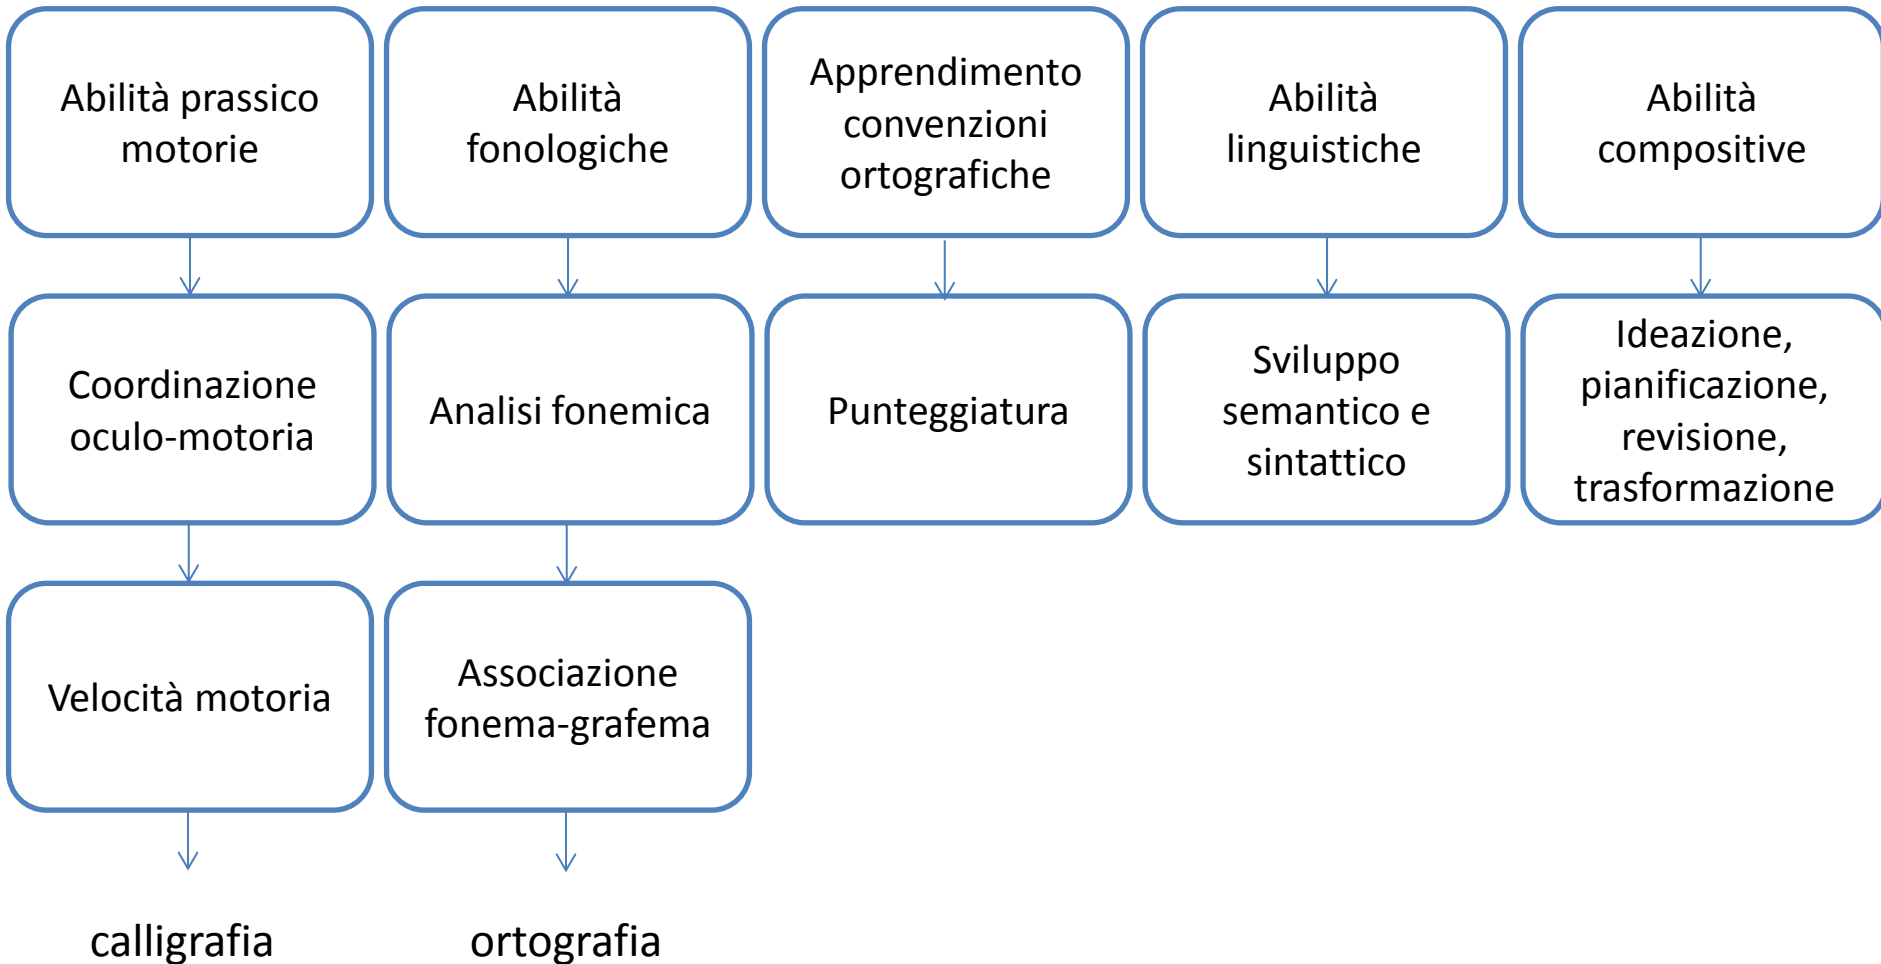 Abilità prassico
motorie
Abilità
fonologiche
Apprendimento
convenzioni
ortografiche
Abilità
linguistiche
Abilità
compositive
Coordinazione
oculo-motoria
Analisi fonemica
Punteggiatura
Sviluppo
semantico e
sintattico
Ideazione,
pianificazione,
revisione,
trasformazione
Velocità motoria
Associazione
fonema-grafema
calligrafia
ortografia